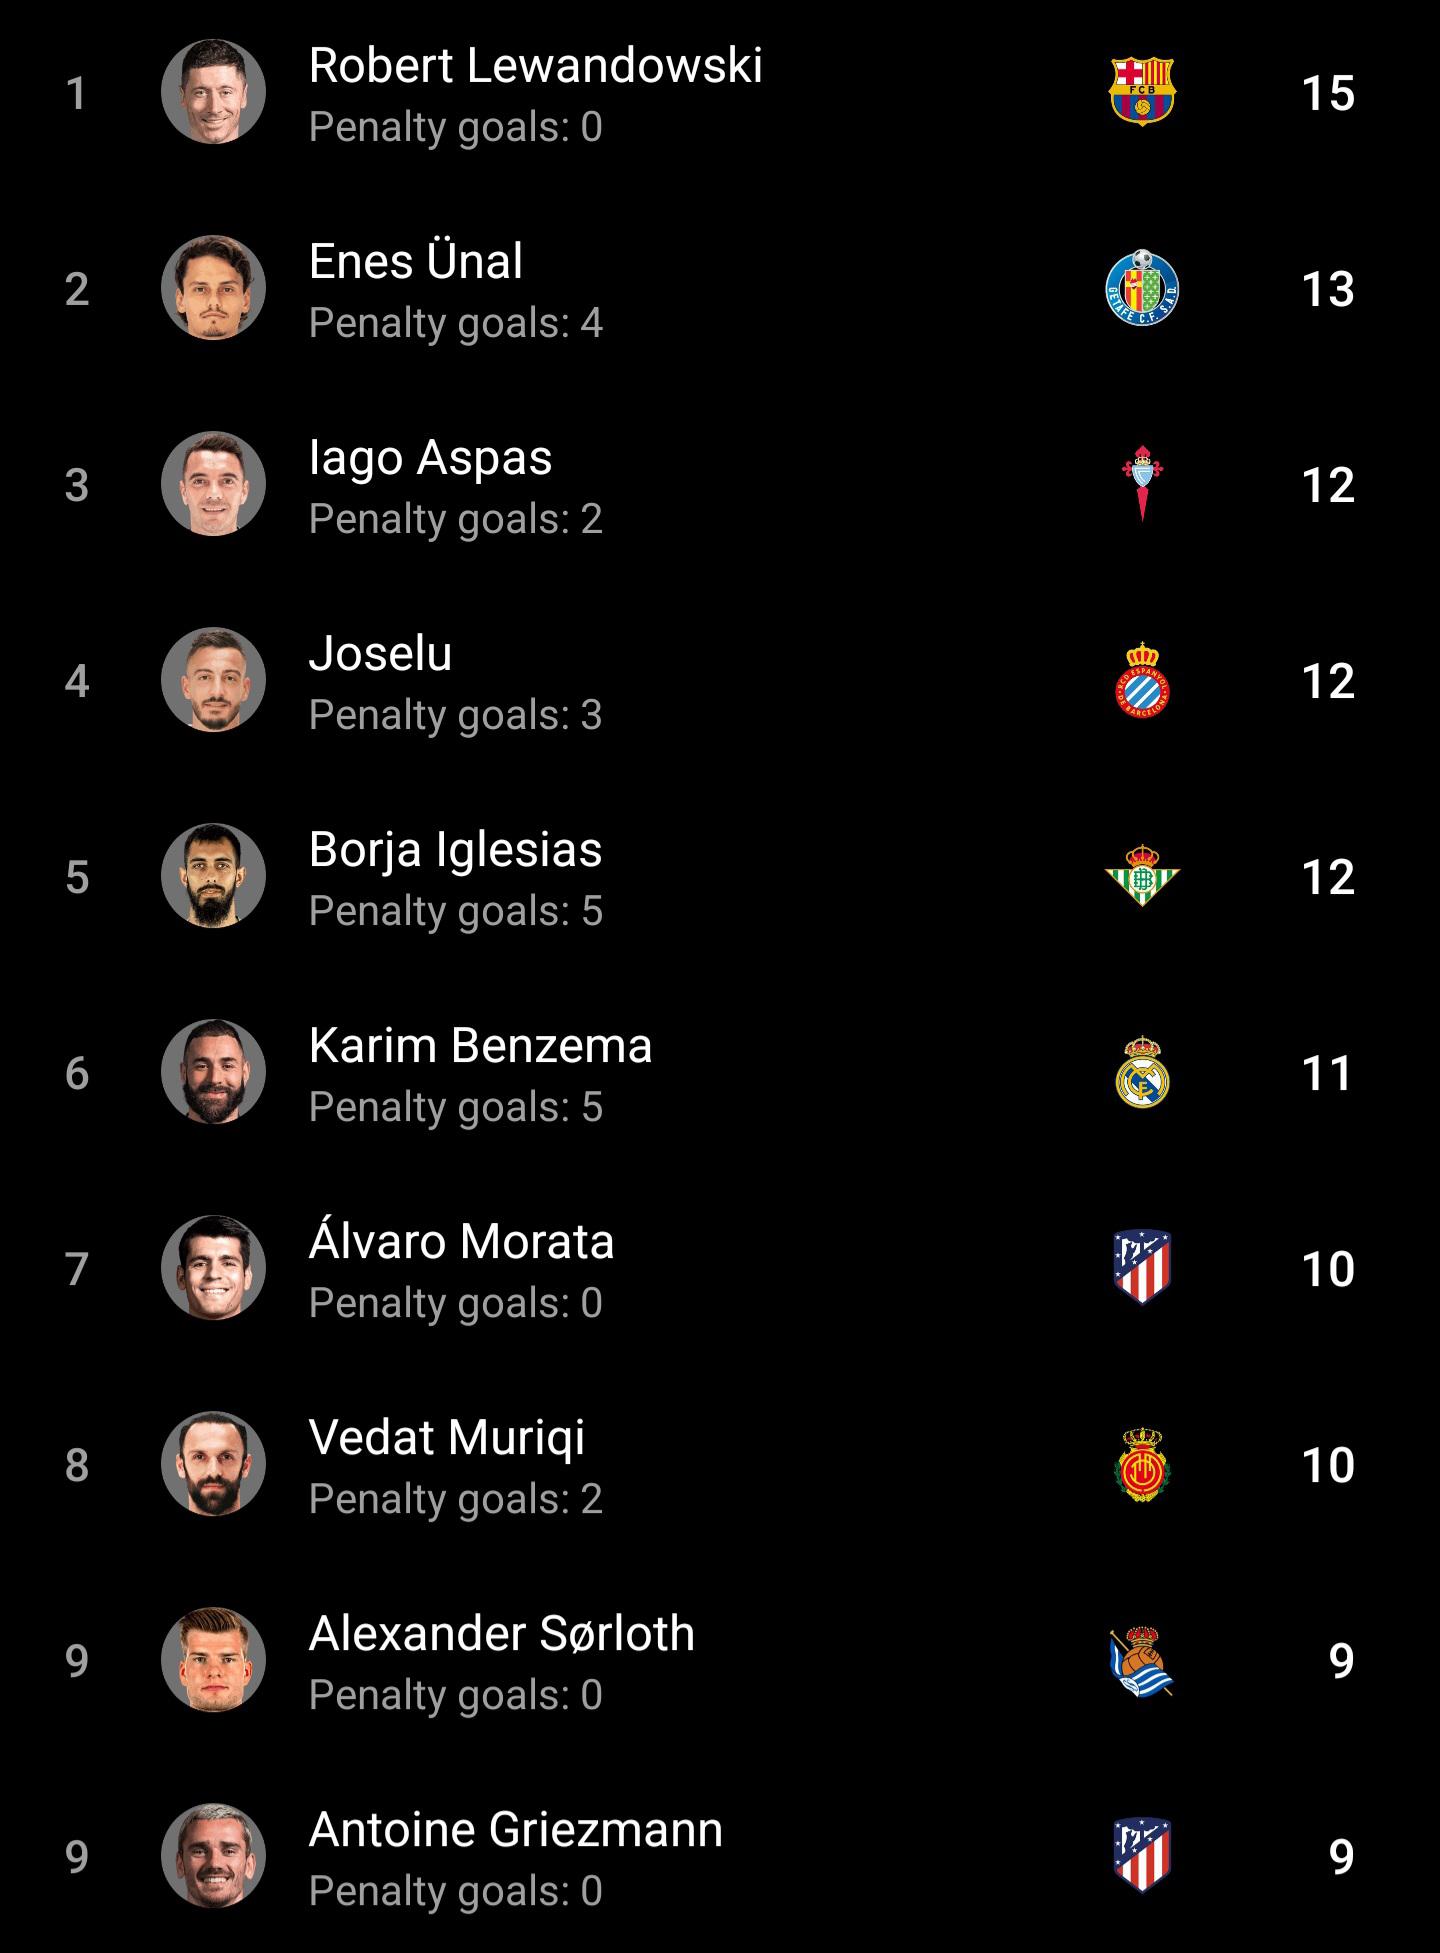 1
Robert Lewandowski
Penalty goals: 0
FCB
15
2
Enes Ünal
Penalty goals: 4
GETAFE C.F. S.A.D.
13
3
Iago Aspas
Penalty goals: 2
12
4
Joselu
Penalty goals: 3
RCD ESPANYOL
DE BARCELONA
12
5
Borja Iglesias
Penalty goals: 5
12
6
Karim Benzema
Penalty goals: 5
11
7
Álvaro Morata
Penalty goals: 0
10
8
Vedat Muriqi
Penalty goals: 2
10
9
Alexander Sørloth
Penalty goals: 0
9
9
Antoine Griezmann
Penalty goals: 0
9